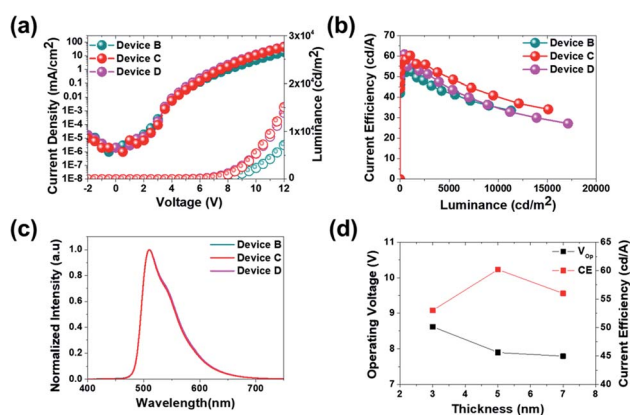 (a)
Current Density (mA/cm²)
100
10
1
0.1
0.01
1E-3
1E-4
1E-5
1E-6
1E-7
1E-8
-2 0 2 4 6 8 10 12
Voltage (V)
Device B
Device C
Device D
3x10⁴
2x10⁴
1x10⁴
0
Luminance (cd/m²)
(b)
Current Efficiency (cd/A)
70
60
50
40
30
20
10
0
0 5000 10000 15000 20000
Luminance (cd/m²)
Device B
Device C
Device D
(c)
Normalized Intensity (a.u)
1.0
0.8
0.6
0.4
0.2
0.0
400 500 600 700
Wavelength(nm)
Device B
Device C
Device D
(d)
Operating Voltage (V)
11
10
9
8
7
2 3 4 5 6 7 8
Thickness (nm)
V_Op
CE
65
60
55
50
45
40
Current Efficiency (cd/A)